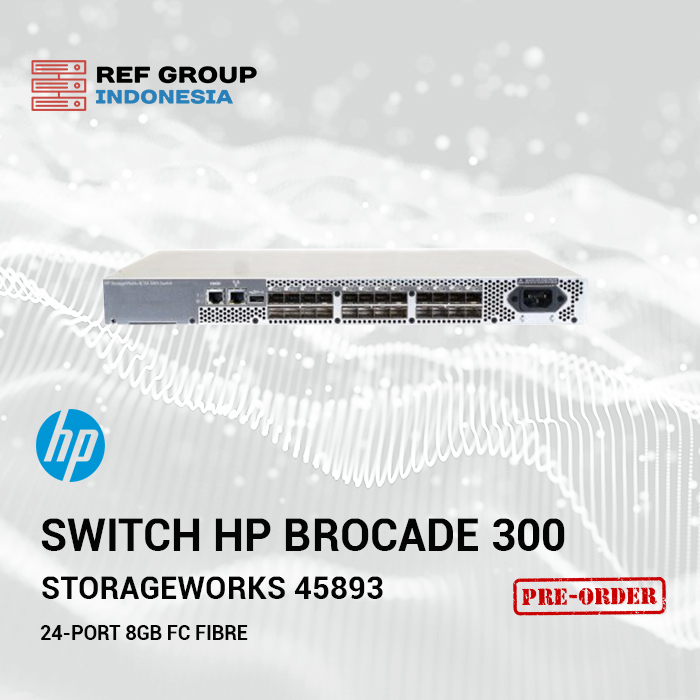 REF GROUP
INDONESIA
hp
SWITCH HP BROCADE 300
STORAGEWORKS 45893
PRE-ORDER
24-PORT 8GB FC FIBRE